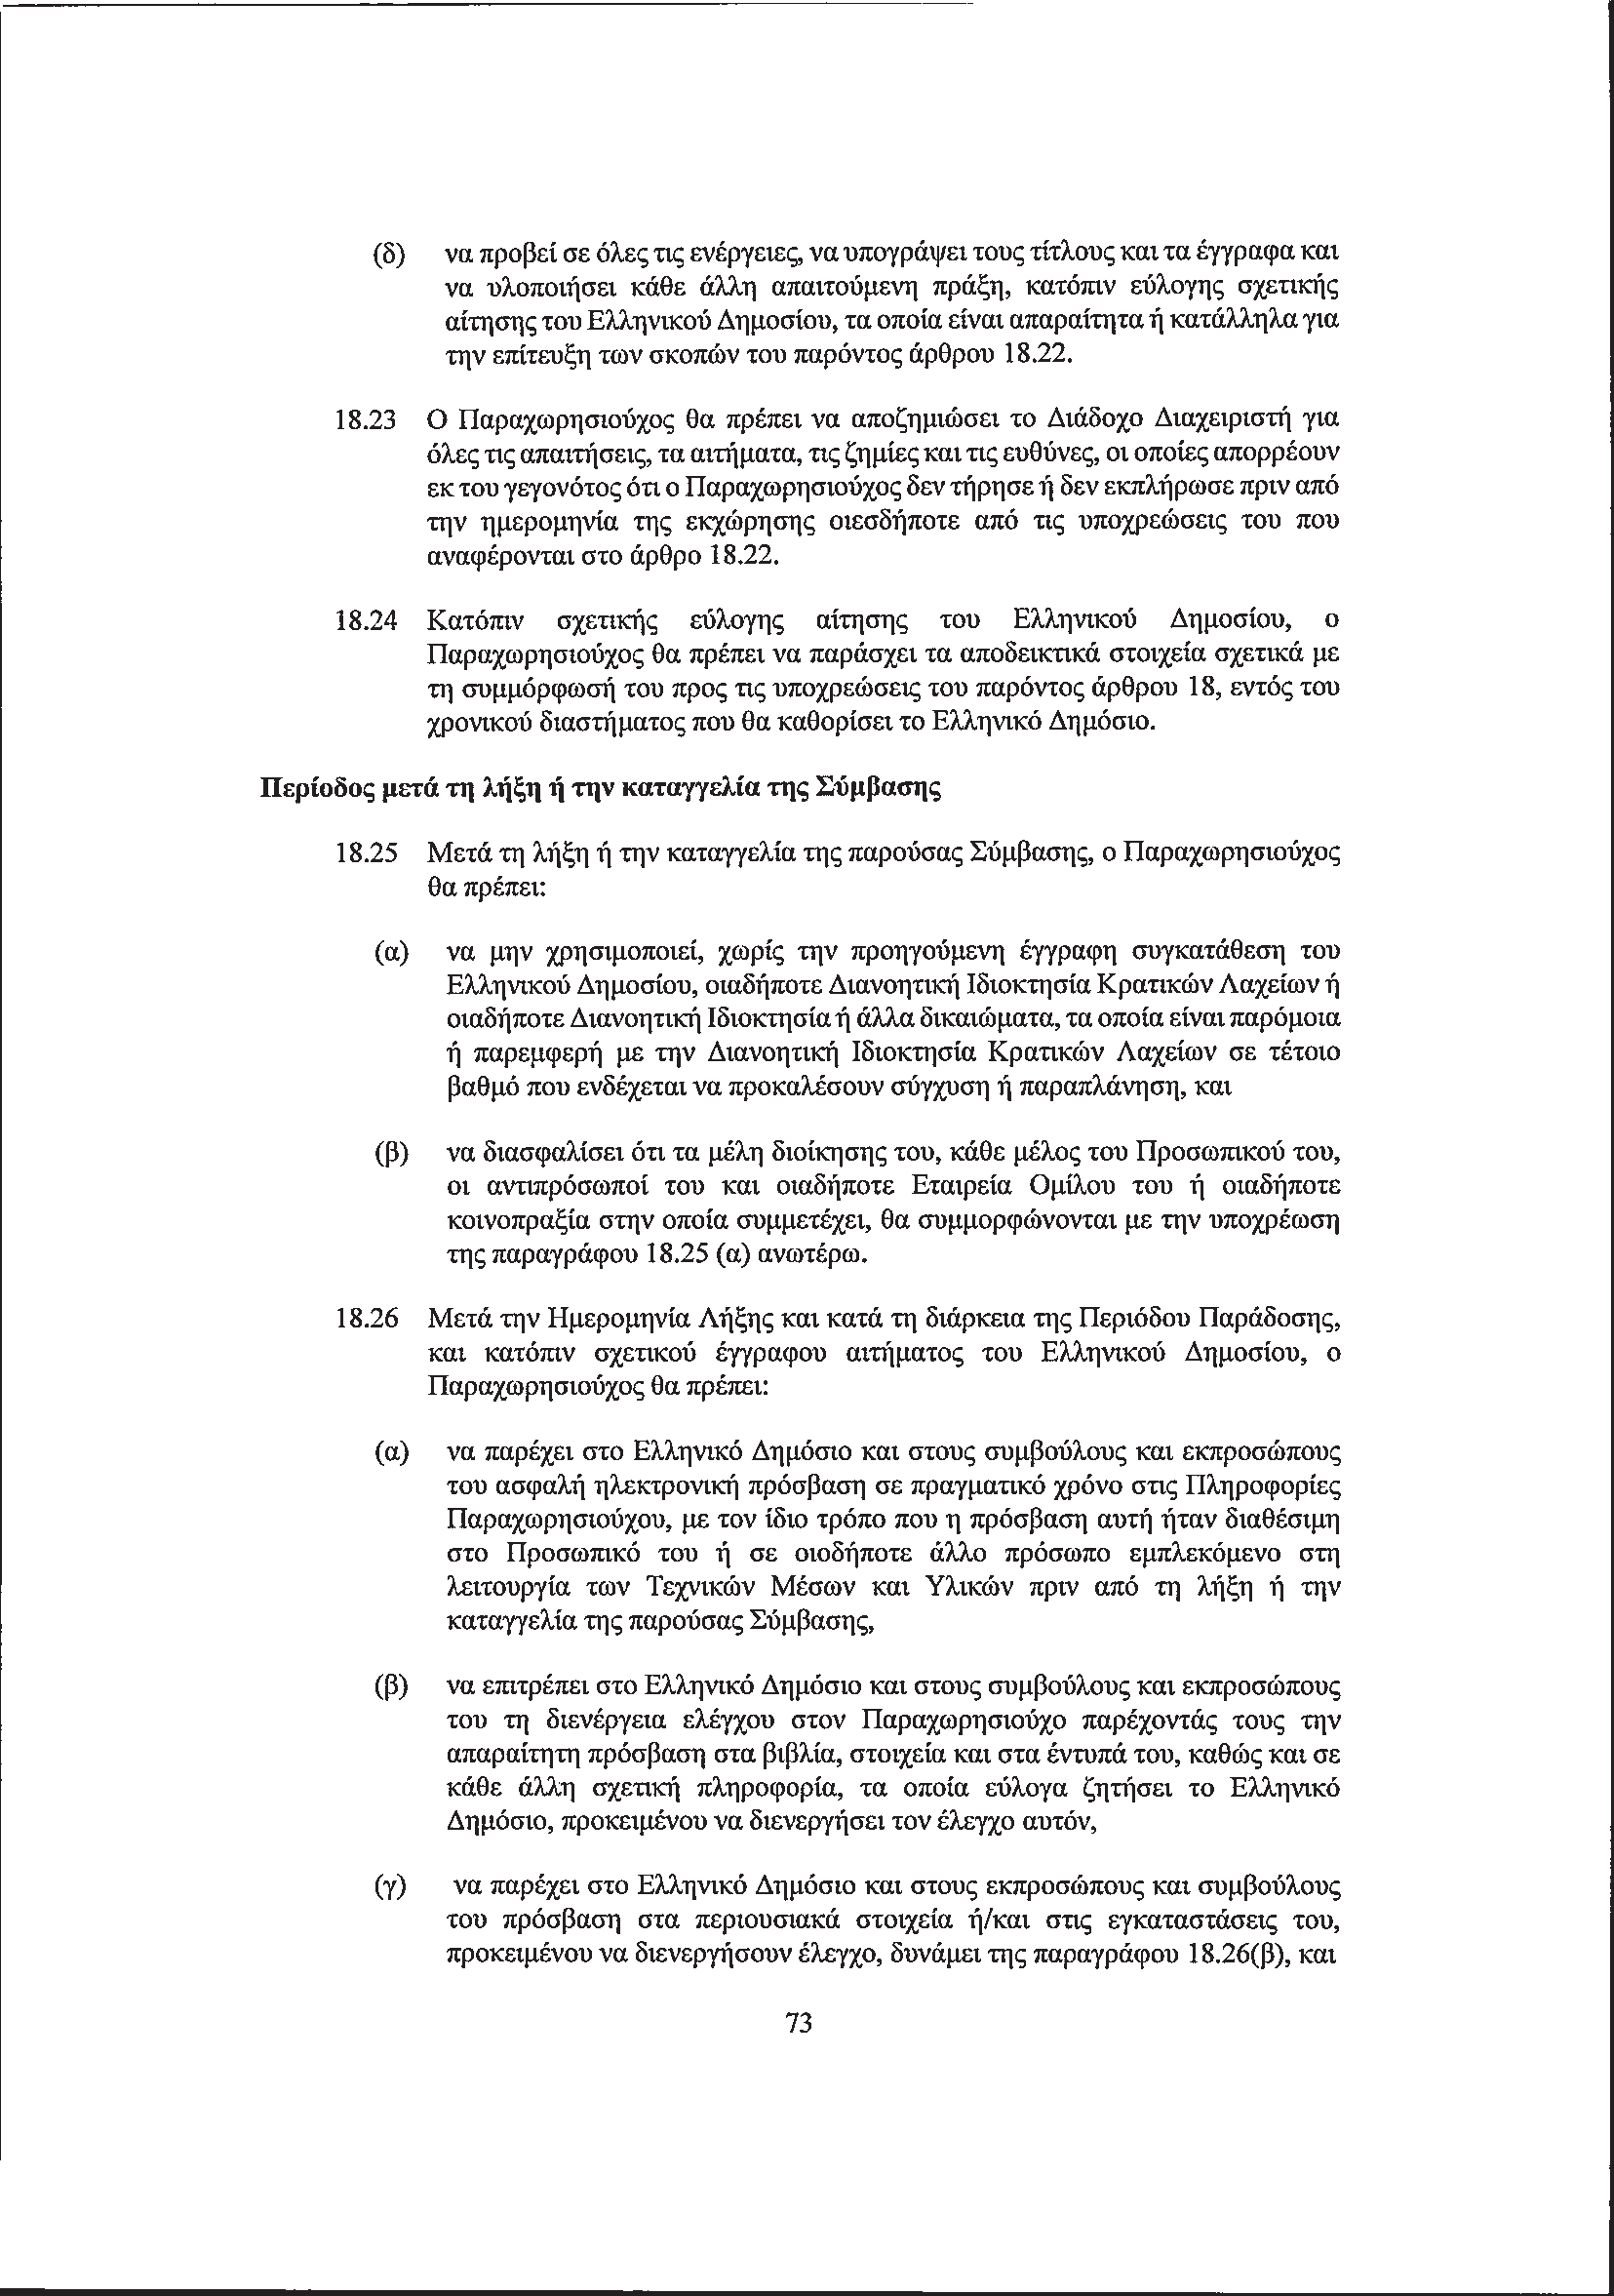 (δ) να προβεί σε όλες τις ενέργειες, να υπογράψει τους τίτλους και τα έγγραφα και
να υλοποιήσει κάθε άλλη απαιτούμενη πράξη, κατόπιν εύλογης σχετικής
αίτησης του Ελληνικού Δημοσίου, τα οποία είναι απαραίτητα ή κατάλληλα για
την επίτευξη των σκοπών του παρόντος άρθρου 18.22.
18.23 Ο Παραχωρησιούχος θα πρέπει να αποζημιώσει το Διάδοχο Διαχειριστή για
όλες τις απαιτήσεις, τα αιτήματα, τις ζημίες και τις ευθύνες, οι οποίες απορρέουν
εκ του γεγονότος ότι ο Παραχωρησιούχος δεν τήρησε ή δεν εκπλήρωσε πριν από
την ημερομηνία της εκχώρησης οιεσδήποτε από τις υποχρεώσεις του που
αναφέρονται στο άρθρο 18.22.
18.24 Κατόπιν σχετικής εύλογης αίτησης του Ελληνικού Δημοσίου, ο
Παραχωρησιούχος θα πρέπει να παράσχει τα αποδεικτικά στοιχεία σχετικά με
τη συμμόρφωσή του προς τις υποχρεώσεις του παρόντος άρθρου 18, εντός του
χρονικού διαστήματος που θα καθορίσει το Ελληνικό Δημόσιο.
Περίοδος μετά τη λήξη ή την καταγγελία της Σύμβασης
18.25 Μετά τη λήξη ή την καταγγελία της παρούσας Σύμβασης, ο Παραχωρησιούχος
θα πρέπει:
(α) να μην χρησιμοποιεί, χωρίς την προηγούμενη έγγραφη συγκατάθεση του
Ελληνικού Δημοσίου, οιαδήποτε Διανοητική Ιδιοκτησία Κρατικών Λαχείων ή
οιαδήποτε Διανοητική Ιδιοκτησία ή άλλα δικαιώματα, τα οποία είναι παρόμοια
ή παρεμφερή με την Διανοητική Ιδιοκτησία Κρατικών Λαχείων σε τέτοιο
βαθμό που ενδέχεται να προκαλέσουν σύγχυση ή παραπλάνηση, και
(β) να διασφαλίσει ότι τα μέλη διοίκησης του, κάθε μέλος του Προσωπικού του,
οι αντιπρόσωποί του και οιαδήποτε Εταιρεία Ομίλου του ή οιαδήποτε
κοινοπραξία στην οποία συμμετέχει, θα συμμορφώνονται με την υποχρέωση
της παραγράφου 18.25 (α) ανωτέρω.
18.26 Μετά την Ημερομηνία Λήξης και κατά τη διάρκεια της Περιόδου Παράδοσης,
και κατόπιν σχετικού έγγραφου αιτήματος του Ελληνικού Δημοσίου, ο
Παραχωρησιούχος θα πρέπει:
(α) να παρέχει στο Ελληνικό Δημόσιο και στους συμβούλους και εκπροσώπους
του ασφαλή ηλεκτρονική πρόσβαση σε πραγματικό χρόνο στις Πληροφορίες
Παραχωρησιούχου, με τον ίδιο τρόπο που η πρόσβαση αυτή ήταν διαθέσιμη
στο Προσωπικό του ή σε οιοδήποτε άλλο πρόσωπο εμπλεκόμενο στη
λειτουργία των Τεχνικών Μέσων και Υλικών πριν από τη λήξη ή την
καταγγελία της παρούσας Σύμβασης,
(β) να επιτρέπει στο Ελληνικό Δημόσιο και στους συμβούλους και εκπροσώπους
του τη διενέργεια ελέγχου στον Παραχωρησιούχο παρέχοντάς τους την
απαραίτητη πρόσβαση στα βιβλία, στοιχεία και στα έντυπά του, καθώς και σε
κάθε άλλη σχετική πληροφορία, τα οποία εύλογα ζητήσει το Ελληνικό
Δημόσιο, προκειμένου να διενεργήσει τον έλεγχο αυτόν,
(γ) να παρέχει στο Ελληνικό Δημόσιο και στους εκπροσώπους και συμβούλους
του πρόσβαση στα περιουσιακά στοιχεία ή/και στις εγκαταστάσεις του,
προκειμένου να διενεργήσουν έλεγχο, δυνάμει της παραγράφου 18.26(β), και
73